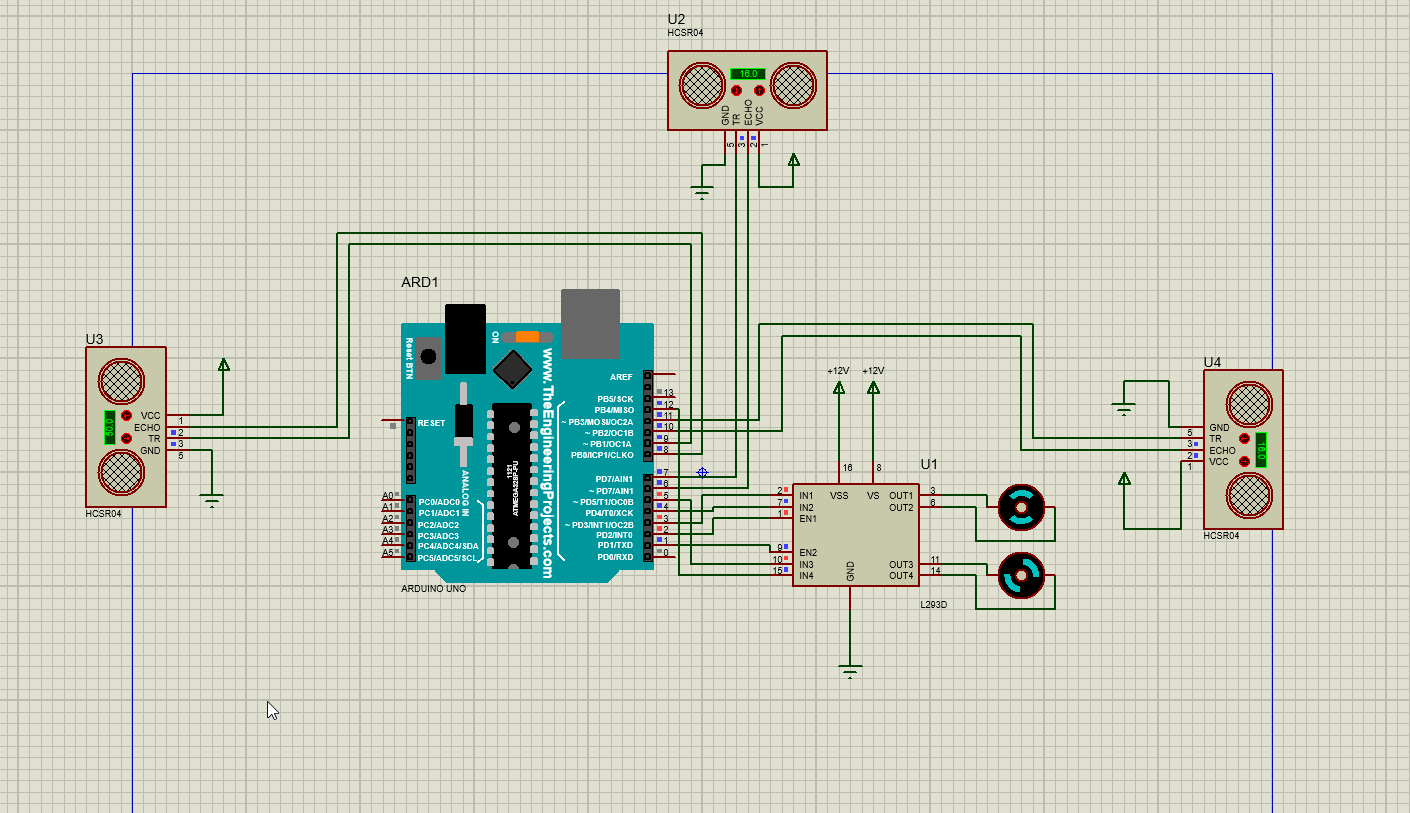 U2
HCSR04
16.0
GND
TR
ECHO
VCC
5
3
2
1
ARD1
U3
50.0
VCC
ECHO
TR
GND
1
2
3
5
HCSR04
Reset BTN
ON
www.TheEngineeringProjects.com
RESET
ANALOG IN
1121
ATMEGA328P-PU
AREF
PB5/SCK
PB4/MISO
~ PB3/MOSI/OC2A
~ PB2/OC1B
~ PB1/OC1A
PB0/ICP1/CLKO
PD7/AIN1
~ PD7/AIN1
~ PD5/T1/OC0B
PD4/T0/XCK
~ PD3/INT1/OC2B
PD2/INT0
PD1/TXD
PD0/RXD
13
12
11
10
9
8
7
6
5
4
3
2
1
0
A0
A1
A2
A3
A4
A5
PC0/ADC0
PC1/ADC1
PC2/ADC2
PC3/ADC3
PC4/ADC4/SDA
PC5/ADC5/SCL
ARDUINO UNO
+12V
+12V
16
8
U1
VSS
VS
2
7
1
9
10
15
IN1
IN2
EN1
EN2
IN3
IN4
GND
OUT1
OUT2
OUT3
OUT4
3
6
11
14
L293D
U4
GND
TR
ECHO
VCC
5
3
2
1
16.0
HCSR04